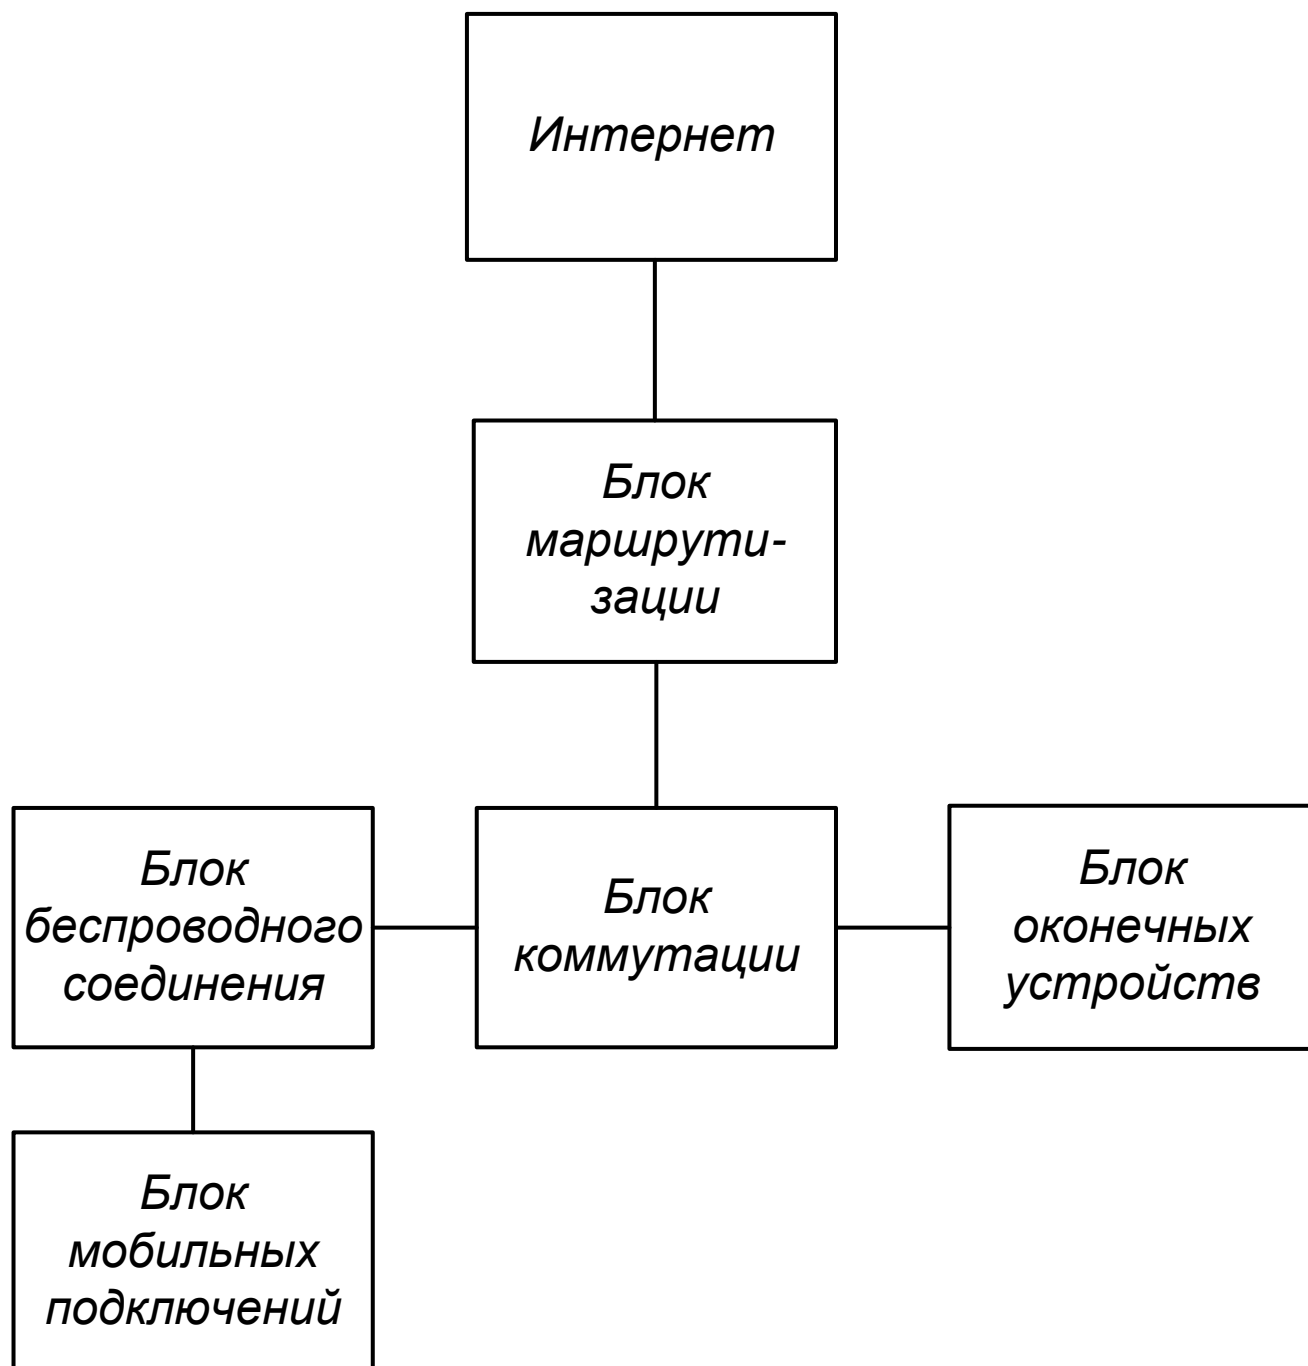 Интернет
Блок
маршрути-
зации
Блок
беспроводного
соединения
Блок
коммутации
Блок
оконечных
устройств
Блок
мобильных
подключений